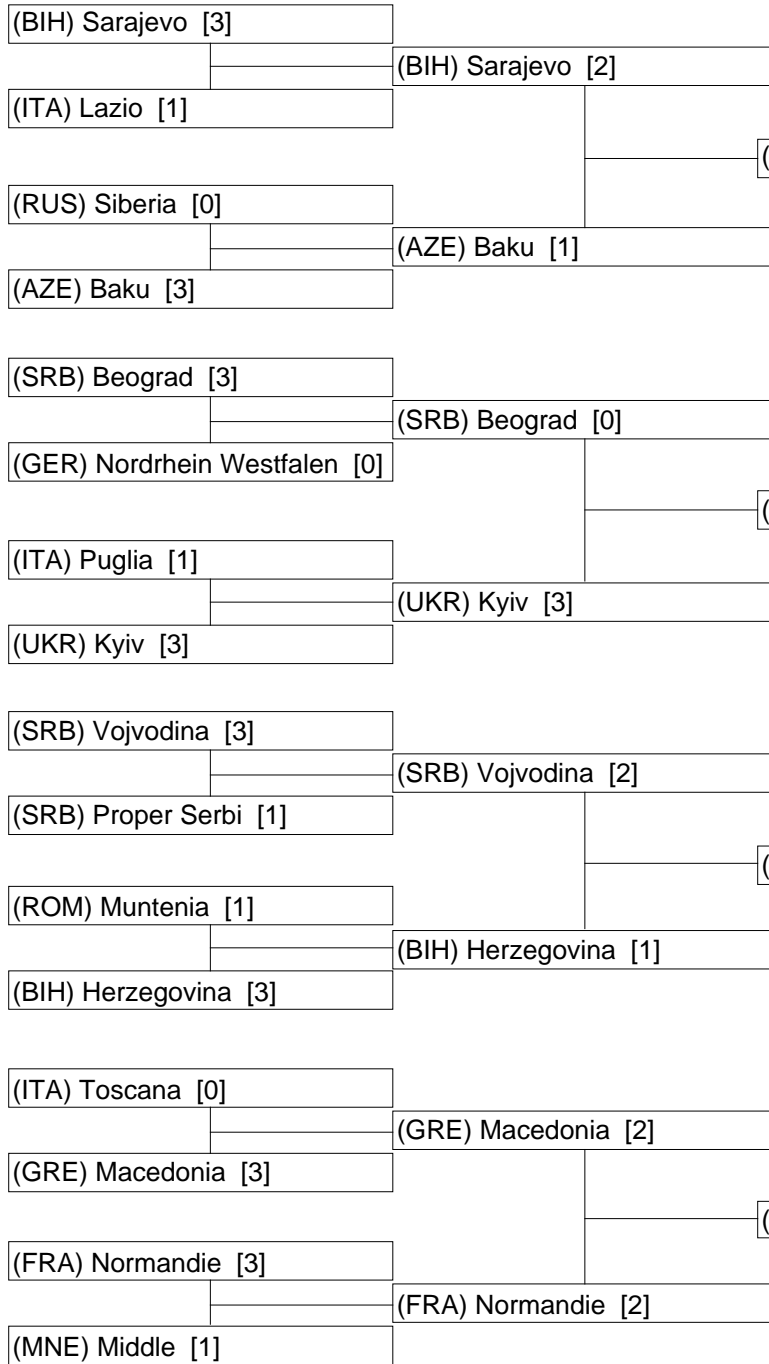 (BIH) Sarajevo [3]
(BIH) Sarajevo [2]
(ITA) Lazio [1]
(
(RUS) Siberia [0]
(AZE) Baku [1]
(AZE) Baku [3]
(SRB) Beograd [3]
(SRB) Beograd [0]
(GER) Nordrhein Westfalen [0]
(
(ITA) Puglia [1]
(UKR) Kyiv [3]
(UKR) Kyiv [3]
(SRB) Vojvodina [3]
(SRB) Vojvodina [2]
(SRB) Proper Serbi [1]
(
(ROM) Muntenia [1]
(BIH) Herzegovina [1]
(BIH) Herzegovina [3]
(ITA) Toscana [0]
(GRE) Macedonia [2]
(GRE) Macedonia [3]
(
(FRA) Normandie [3]
(FRA) Normandie [2]
(MNE) Middle [1]